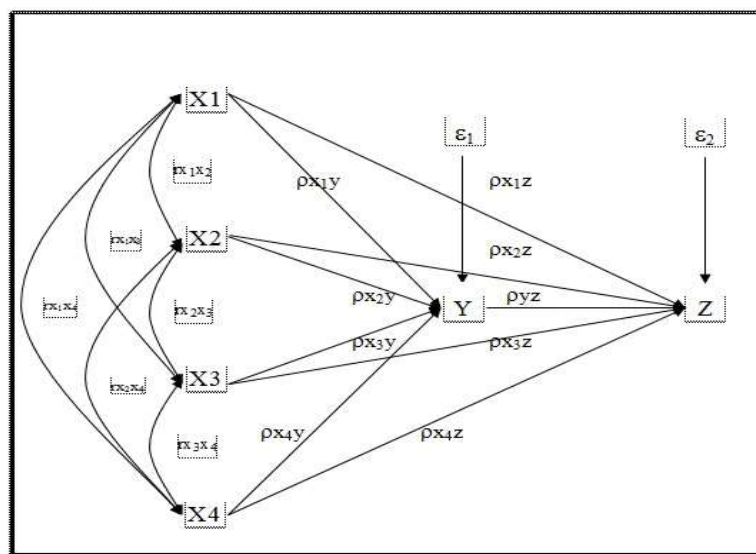 X1
ε₁
ε₂
rx₁x₂
ρx₁y
ρx₁z
X2
rx₁x₃
ρx₂z
rx₁x₄
rx₂x₃
ρx₂y
Y
ρyz
Z
ρx₃y
ρx₃z
X3
rx₂x₄
rx₃x₄
ρx₄y
ρx₄z
X4